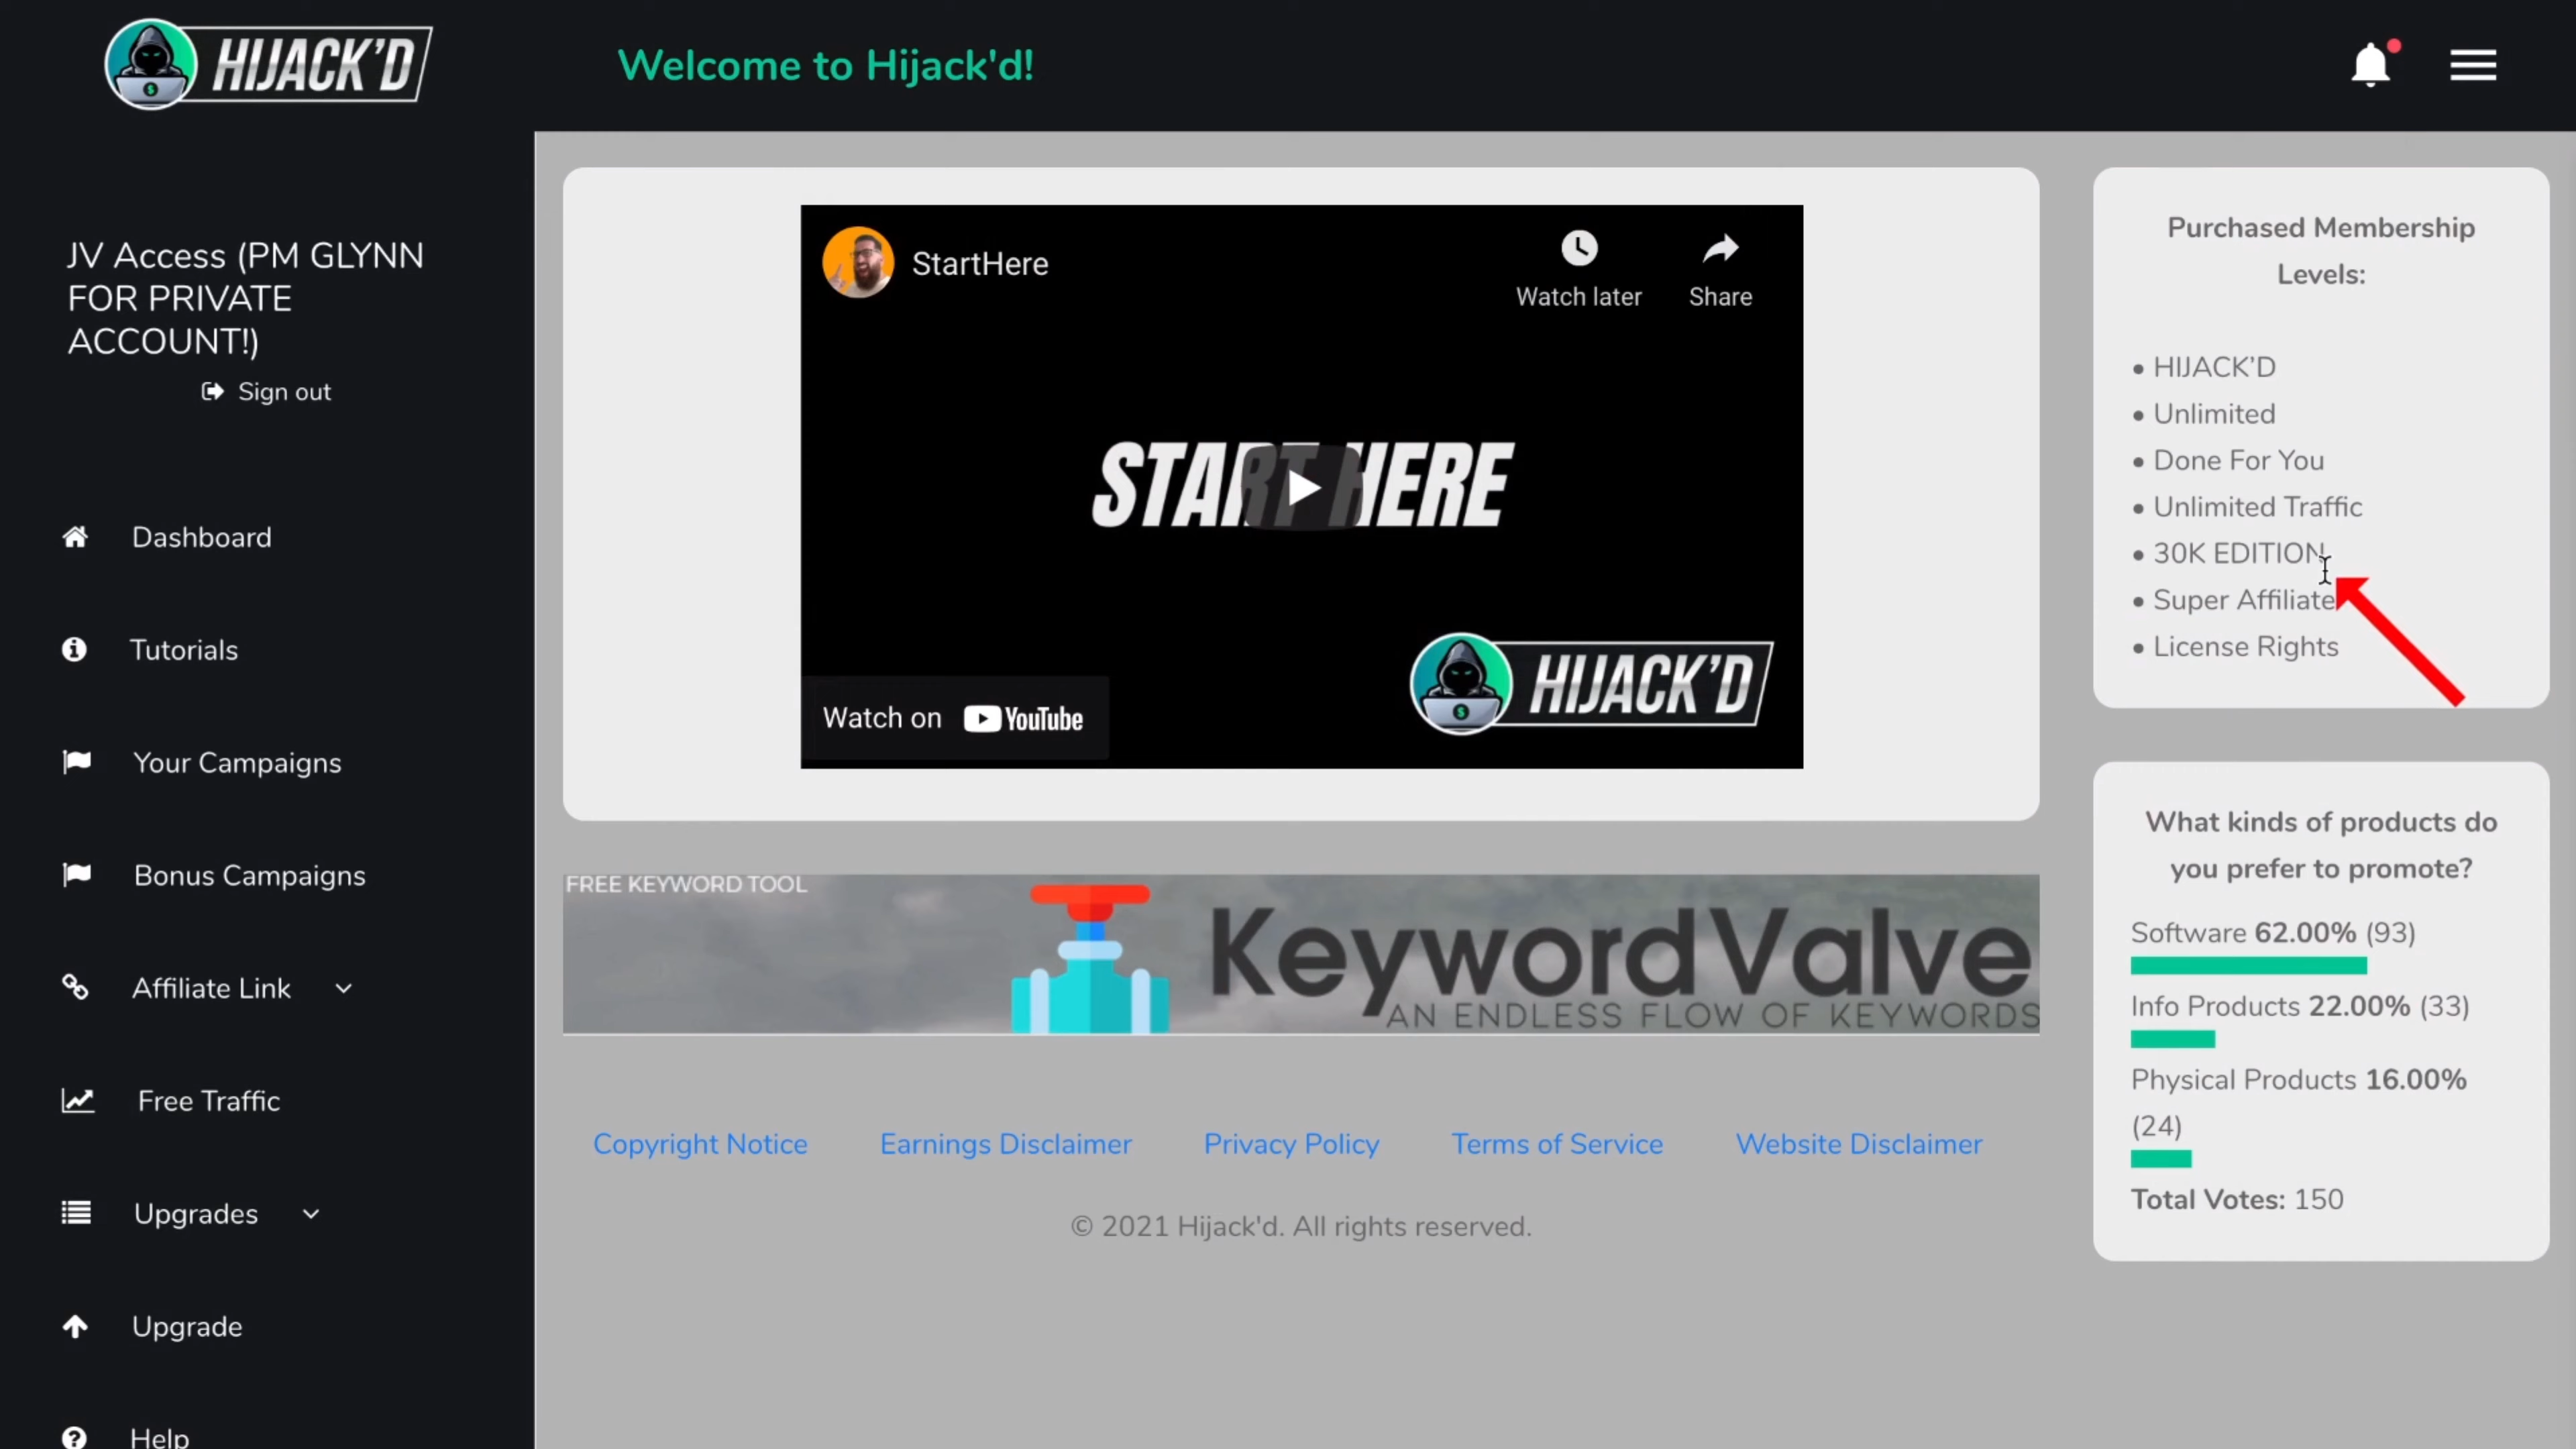 HIJACK'D
Welcome to Hijack'd!
JV Access (PM GLYNN
FOR PRIVATE
ACCOUNT!)
Sign out
Dashboard
Tutorials
Your Campaigns
Bonus Campaigns
Affiliate Link
Free Traffic
Upgrades
Upgrade
Help
StartHere
Watch later
Share
START HERE
Watch on YouTube
HIJACK'D
FREE KEYWORD TOOL
KeywordValve
AN ENDLESS FLOW OF KEYWORDS
Copyright Notice
Earnings Disclaimer
Privacy Policy
Terms of Service
Website Disclaimer
© 2021 Hijack'd. All rights reserved.
Purchased Membership
Levels:
• HIJACK'D
• Unlimited
• Done For You
• Unlimited Traffic
• 30K EDITION
• Super Affiliate
• License Rights
What kinds of products do
you prefer to promote?
Software 62.00% (93)
Info Products 22.00% (33)
Physical Products 16.00%
(24)
Total Votes: 150